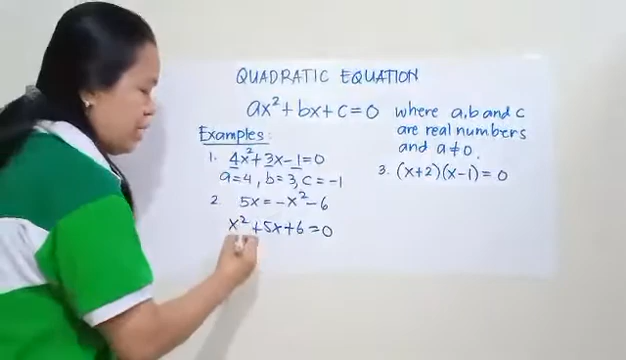 QUADRATIC EQUATION
ax²+bx+c=0 where a,b and c
are real numbers
and a≠0.
Examples:
1. 4x²+3x-1=0
a=4, b=3, c=-1
2. 5x=-x²-6
x²+5x+6=0
3. (x+2)(x-1)=0